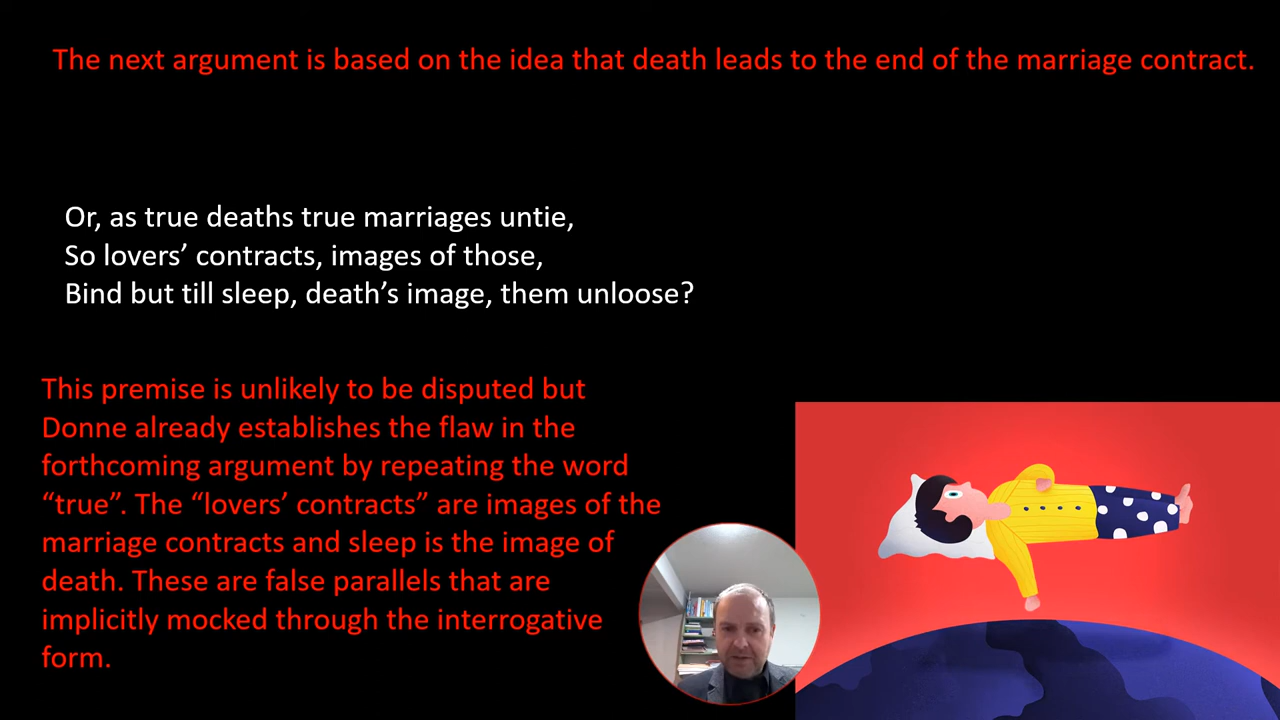 The next argument is based on the idea that death leads to the end of the marriage contract.
Or, as true deaths true marriages untie,
So lovers’ contracts, images of those,
Bind but till sleep, death’s image, them unloose?
This premise is unlikely to be disputed but
Donne already establishes the flaw in the
forthcoming argument by repeating the word
“true”. The “lovers’ contracts” are images of the
marriage contracts and sleep is the image of
death. These are false parallels that are
implicitly mocked through the interrogative
form.